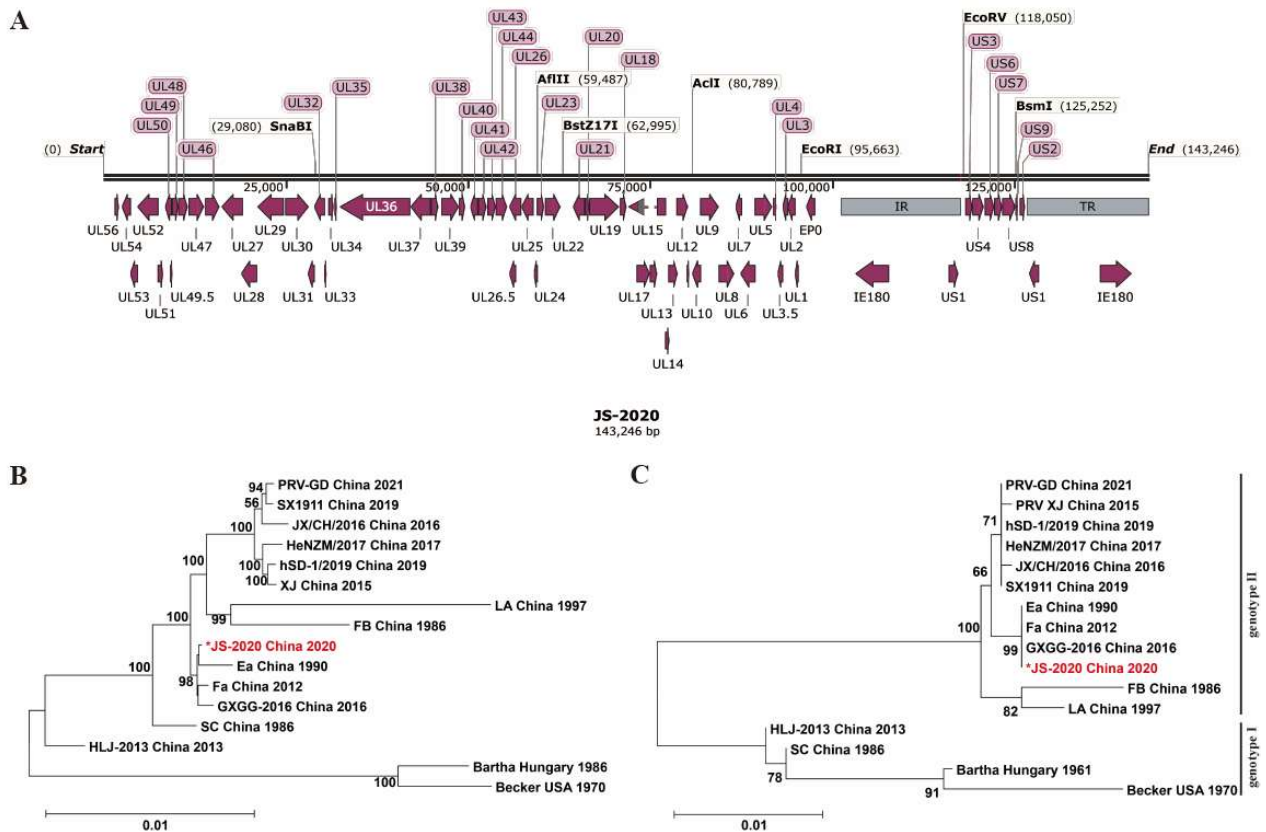 A
UL43
UL44
UL26
UL20
UL18
EcoRV (118,050)
US3
US6
US7
UL48
UL49
UL50
UL46
UL35
UL32
(29,080) SnaBI
UL38
UL40
UL41
UL42
AflII (59,487)
UL23
BstZ17I (62,995)
UL21
AclI (80,789)
UL4
UL3
EcoRI (95,663)
BsmI (125,252)
US9
US2
(0) Start
End (143,246)
25,000
50,000
75,000
100,000
125,000
UL36
IR
TR
UL56
UL52
UL29
UL19
UL15
UL9
UL5
EP0
UL54
UL47
UL27
UL30
UL34
UL37
UL39
UL25
UL22
UL12
UL7
UL2
US4
US8
UL53
UL49.5
UL28
UL31
UL33
UL26.5
UL24
UL17
UL10
UL8
UL1
IE180
US1
US1
IE180
UL51
UL13
UL6
UL3.5
UL14
JS-2020
143,246 bp
B
PRV-GD China 2021
SX1911 China 2019
JX/CH/2016 China 2016
HeNZM/2017 China 2017
hSD-1/2019 China 2019
XJ China 2015
LA China 1997
FB China 1986
*JS-2020 China 2020
Ea China 1990
Fa China 2012
GXGG-2016 China 2016
SC China 1986
HLJ-2013 China 2013
Bartha Hungary 1986
Becker USA 1970
94
56
100
100
100
100
99
100
98
100
100
0.01
C
PRV-GD China 2021
PRV XJ China 2015
hSD-1/2019 China 2019
HeNZM/2017 China 2017
JX/CH/2016 China 2016
SX1911 China 2019
Ea China 1990
Fa China 2012
GXGG-2016 China 2016
*JS-2020 China 2020
FB China 1986
LA China 1997
HLJ-2013 China 2013
SC China 1986
Bartha Hungary 1961
Becker USA 1970
71
66
100
99
82
78
91
0.01
genotype II
genotype I